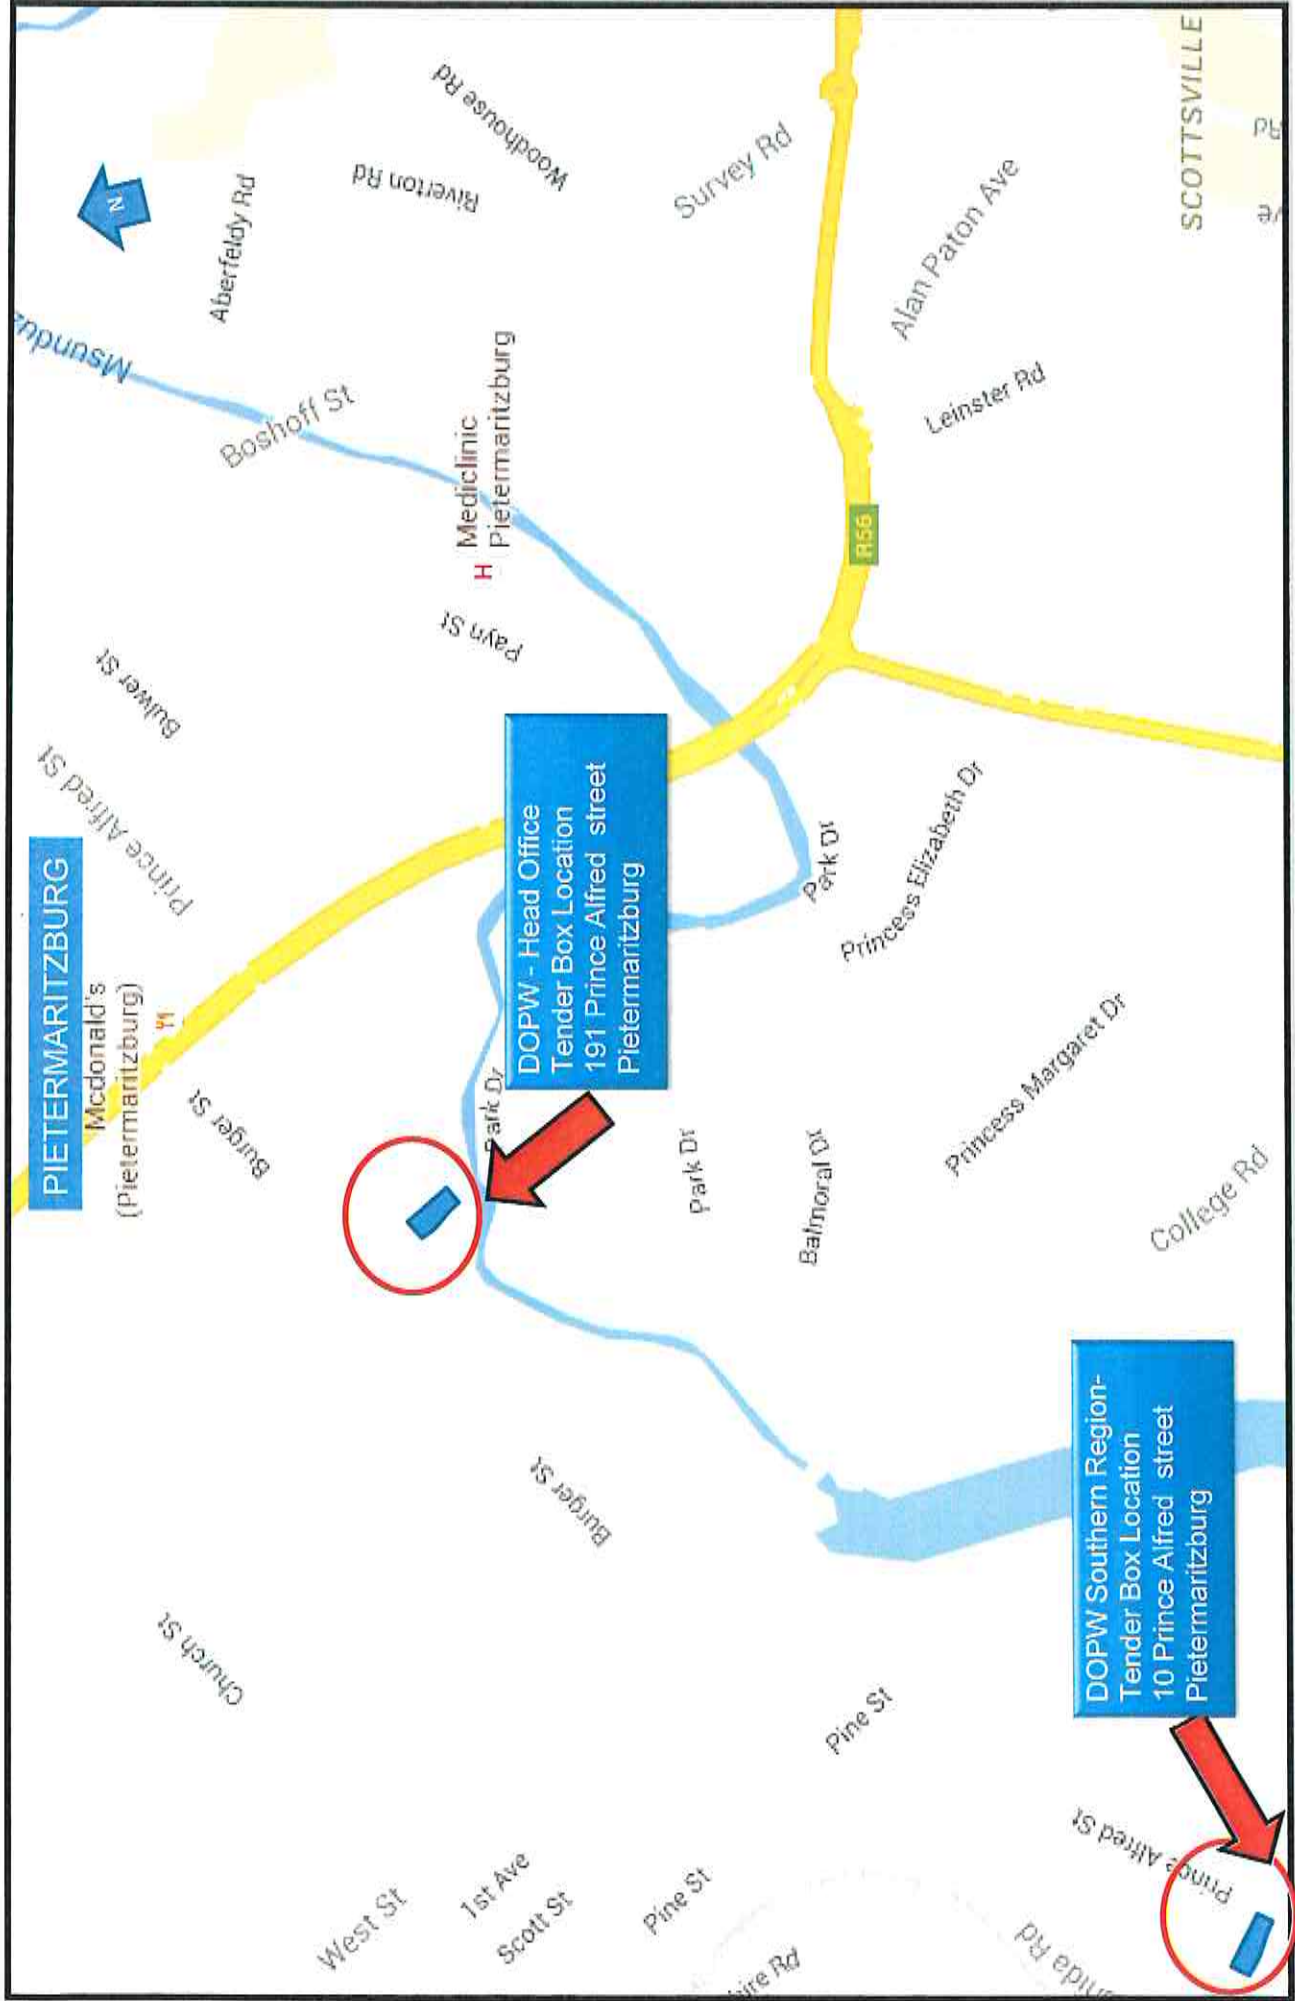 PIETERMARITZBURG
Mcdonald's
(Pietermaritzburg)
Prince Alfred St
Bulwer St
Msunduz
N
Church St
Burger St
Boshoff St
Aberfeldy Rd
West St
1st Ave
Scott St
Burger St
Park Dr
DOPW - Head Office
Tender Box Location
191 Prince Alfred street
Pietermaritzburg
Payn St
H Mediclinic
Pietermaritzburg
Riverton Rd
Woodhouse Rd
Pine St
Park Dr
Survey Rd
Pine St
Balmoral Dr
Park Dr
R56
Princess Elizabeth Dr
Leinster Rd
Alan Paton Ave
Princess Margaret Dr
Prince Alfred St
DOPW Southern Region-
Tender Box Location
10 Prince Alfred street
Pietermaritzburg
College Rd
SCOTTSVILLE
Rd